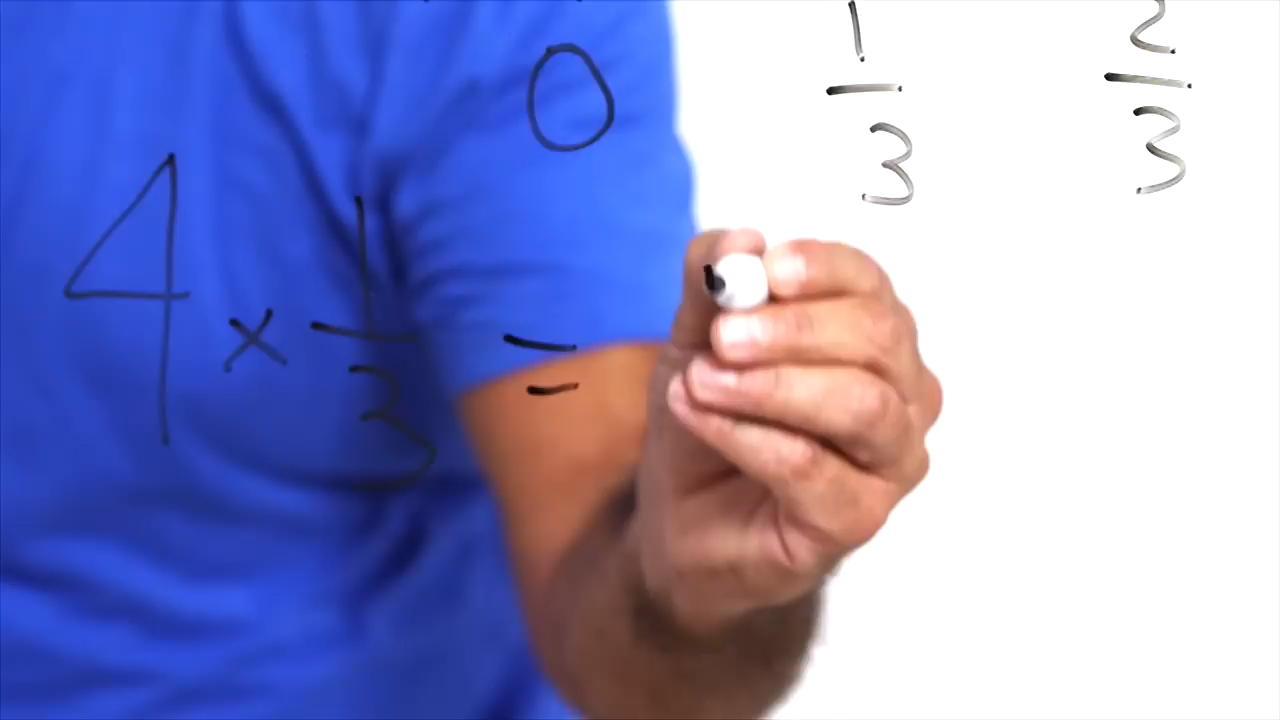 0 1/3 2/3
4 × 1/3 =